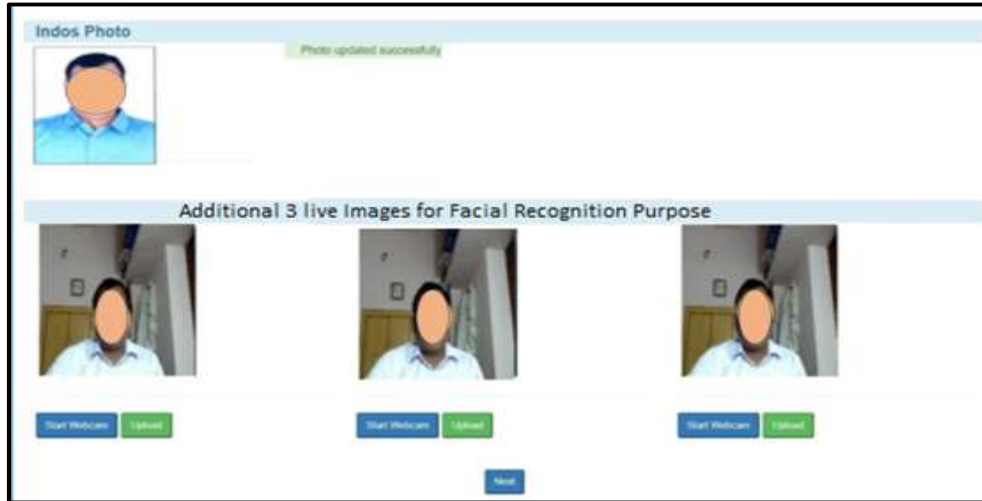 Indos Photo
Photo updated successfully
Additional 3 live Images for Facial Recognition Purpose
Start Webcam Upload Start Webcam Upload Start Webcam Upload
Next